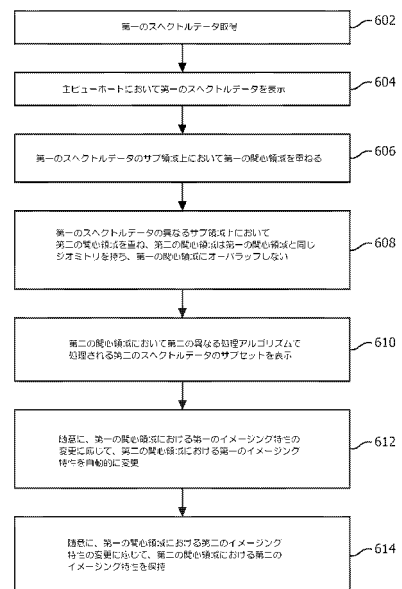 第一のスペクトルデータ取得
602
主ビューポートにおいて第一のスペクトルデータを表示
604
第一のスペクトルデータのサブ領域上において第一の関心領域を重ねる
606
第一のスペクトルデータの異なるサブ領域上において
第二の関心領域を重ね、第二の関心領域は第一の関心領域と同じ
ジオメトリを持ち、第一の関心領域にオーバラップしない
608
第二の関心領域において第二の異なる処理アルゴリズムで
処理される第二のスペクトルデータのサブセットを表示
610
随意に、第一の関心領域における第一のイメージング特性の
変更に応じて、第二の関心領域における第一のイメージング
特性を自動的に変更
612
随意に、第一の関心領域における第二のイメージング
特性の変更に応じて、第二の関心領域における第二の
イメージング特性を保持
614